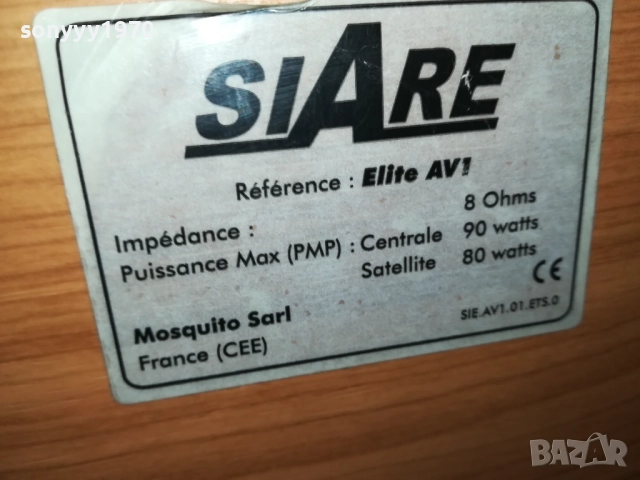 sonyyy1970
SIARE
Référence : Elite AV1
Impédance : 8 Ohms
Puissance Max (PMP) : Centrale 90 watts
Satellite 80 watts
CE
Mosquito Sarl
France (CEE)
SIE.AV1.01.ETS.0
BAZAR